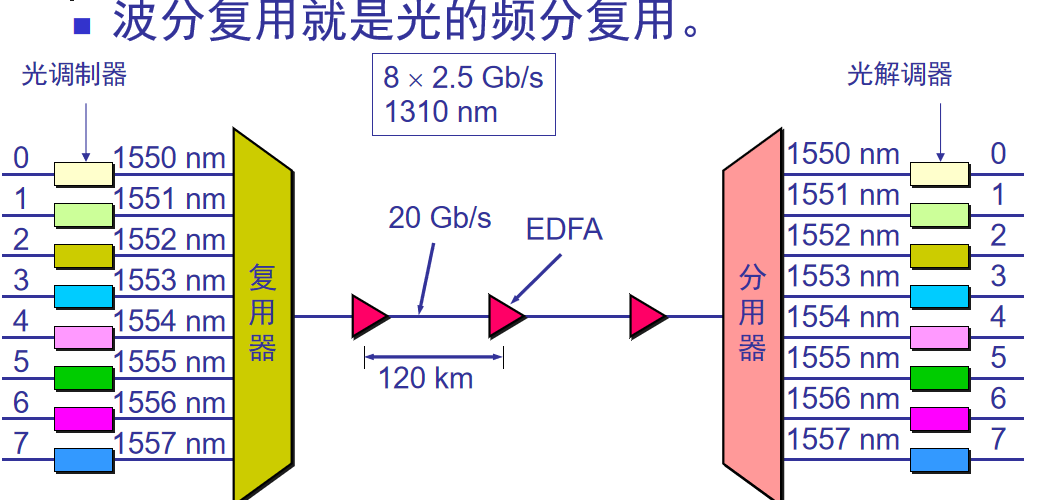 波分复用就是光的频分复用。
光调制器
8 × 2.5 Gb/s
1310 nm
光解调器
0 1550 nm
1 1551 nm
2 1552 nm
3 1553 nm
4 1554 nm
5 1555 nm
6 1556 nm
7 1557 nm
复用器
20 Gb/s
EDFA
120 km
分用器
1550 nm 0
1551 nm 1
1552 nm 2
1553 nm 3
1554 nm 4
1555 nm 5
1556 nm 6
1557 nm 7